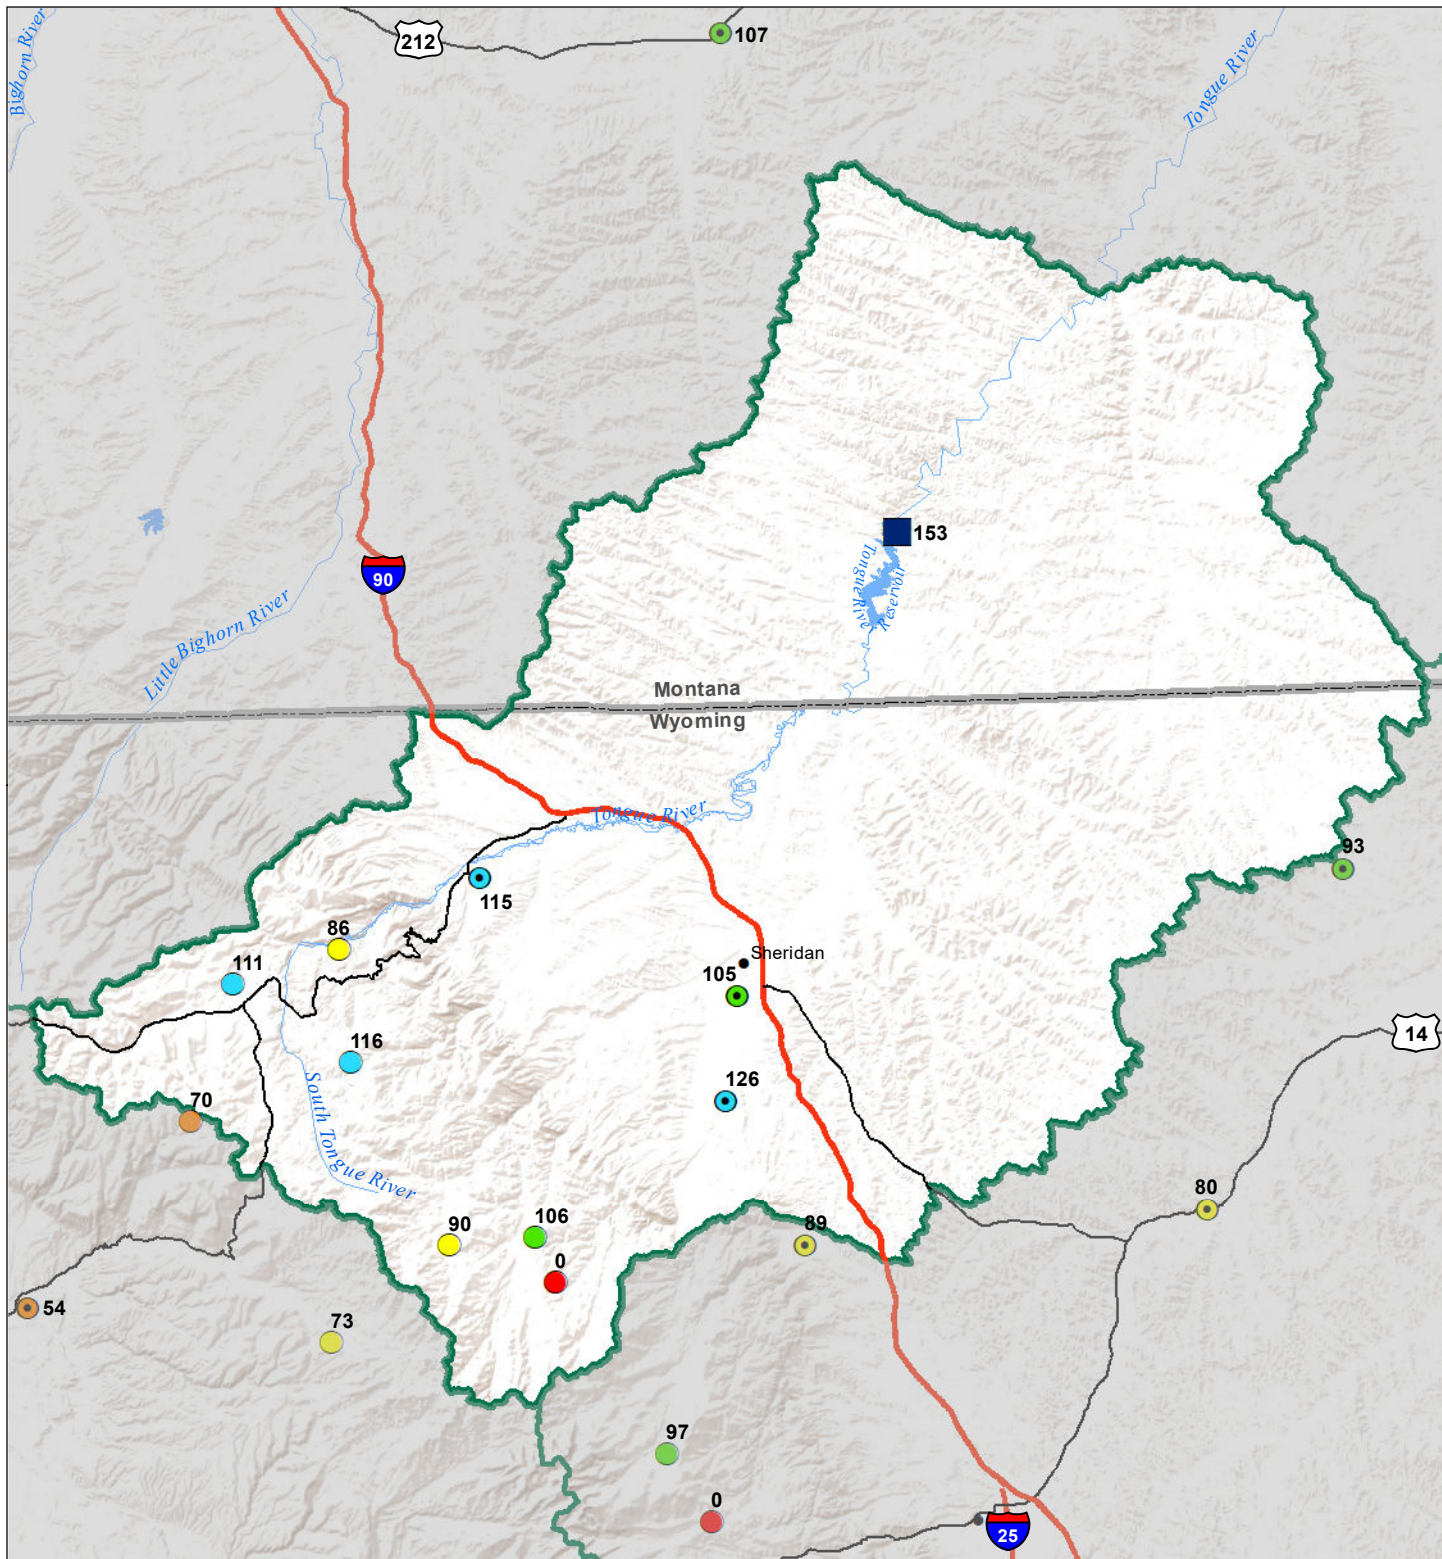 212
107
Bighorn River
Tongue River
153
Tongue River
Reservoir
90
Little Bighorn River
Montana
Wyoming
Tongue River
93
115
86
Sheridan
111
105
14
116
126
70
South Tongue River
80
90
106
89
0
54
73
97
0
25